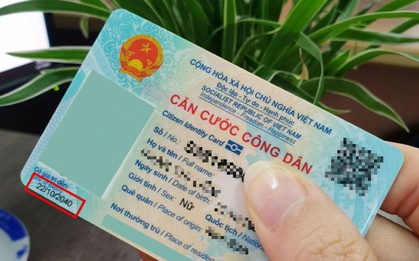 CỘNG HÒA XÃ HỘI CHỦ NGHĨA VIỆT NAM
Độc lập - Tự do - Hạnh phúc
SOCIALIST REPUBLIC OF VIET NAM
Independence - Freedom - Happiness
CĂN CƯỚC CÔNG DÂN
Citizen Identity Card
Số / No.:
Họ và tên / Full name:
Ngày sinh / Date of birth:
Giới tính / Sex: Nữ Quốc tịch / Nation
Quê quán / Place of origin:
Nơi thường trú / Place of reside
Có giá trị đến:
22/10/2040